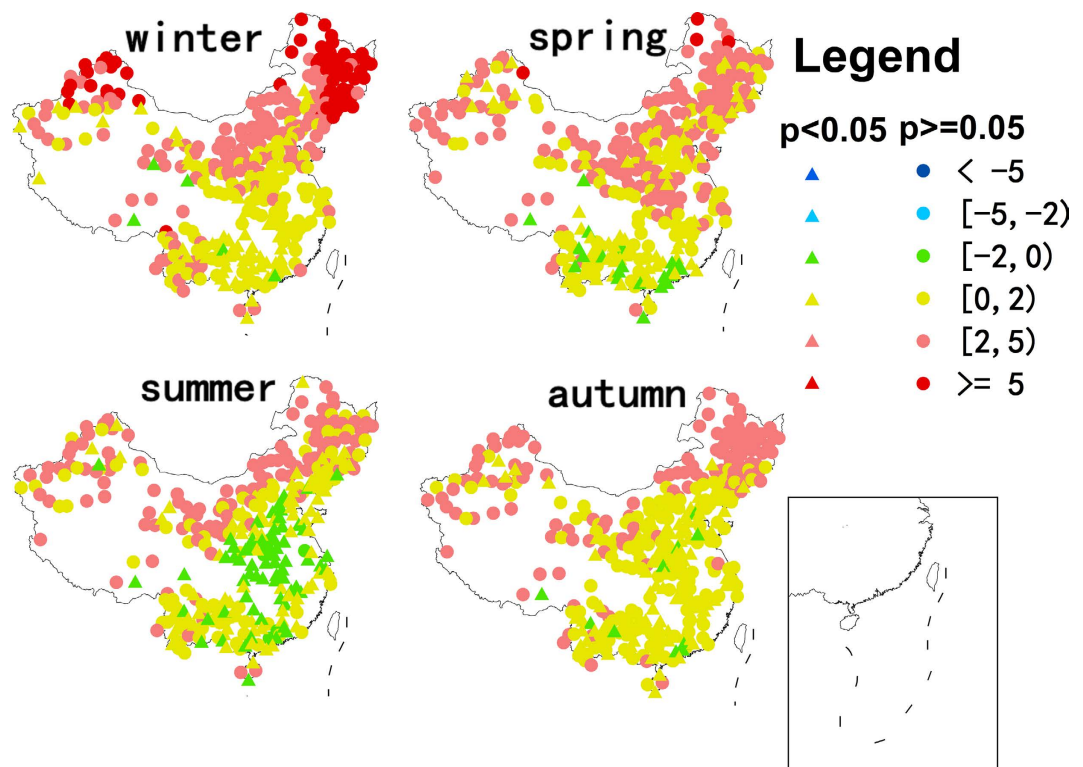 winter
spring
Legend
p<0.05 p>=0.05
< -5
[-5, -2)
[-2, 0)
[0, 2)
[2, 5)
>= 5
summer
autumn